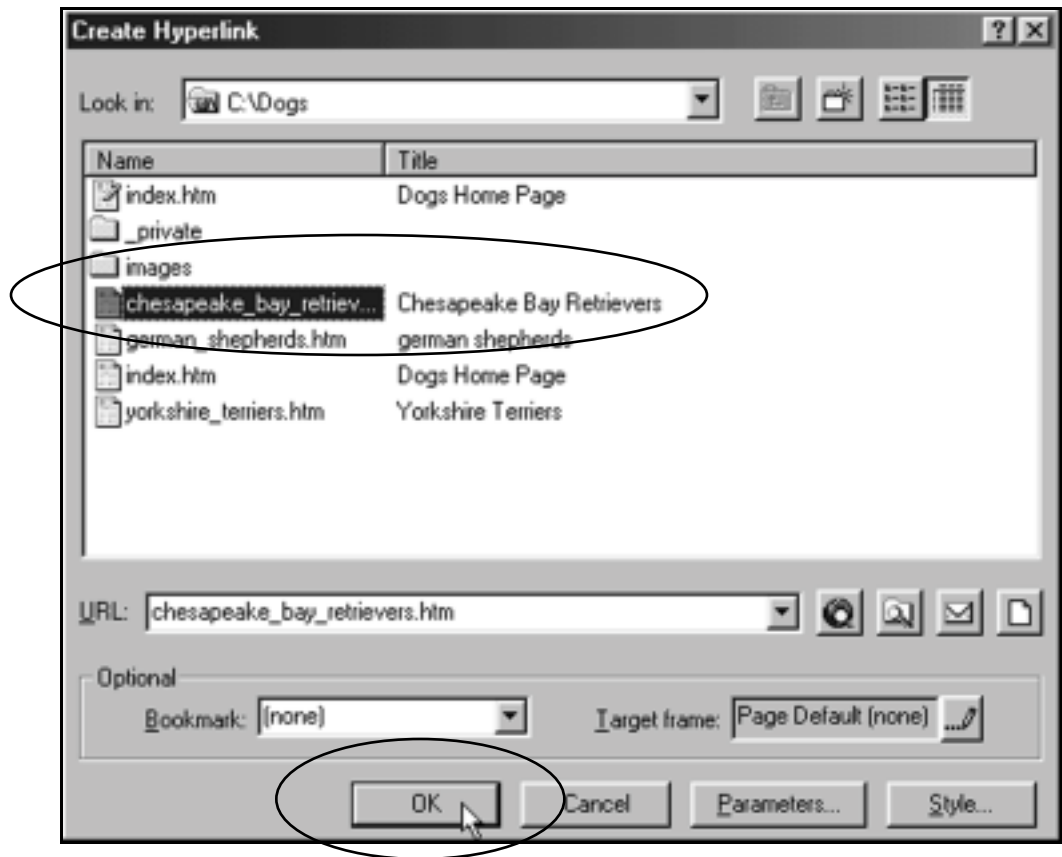 Create Hyperlink
Look in: C:\Dogs
Name Title
index.htm Dogs Home Page
_private
images
chesapeake_bay_retriev... Chesapeake Bay Retrievers
german_shepherds.htm german shepherds
index.htm Dogs Home Page
yorkshire_terriers.htm Yorkshire Terriers
URL: chesapeake_bay_retrievers.htm
Optional
Bookmark: (none) Target frame: Page Default (none)
OK Cancel Parameters... Style...